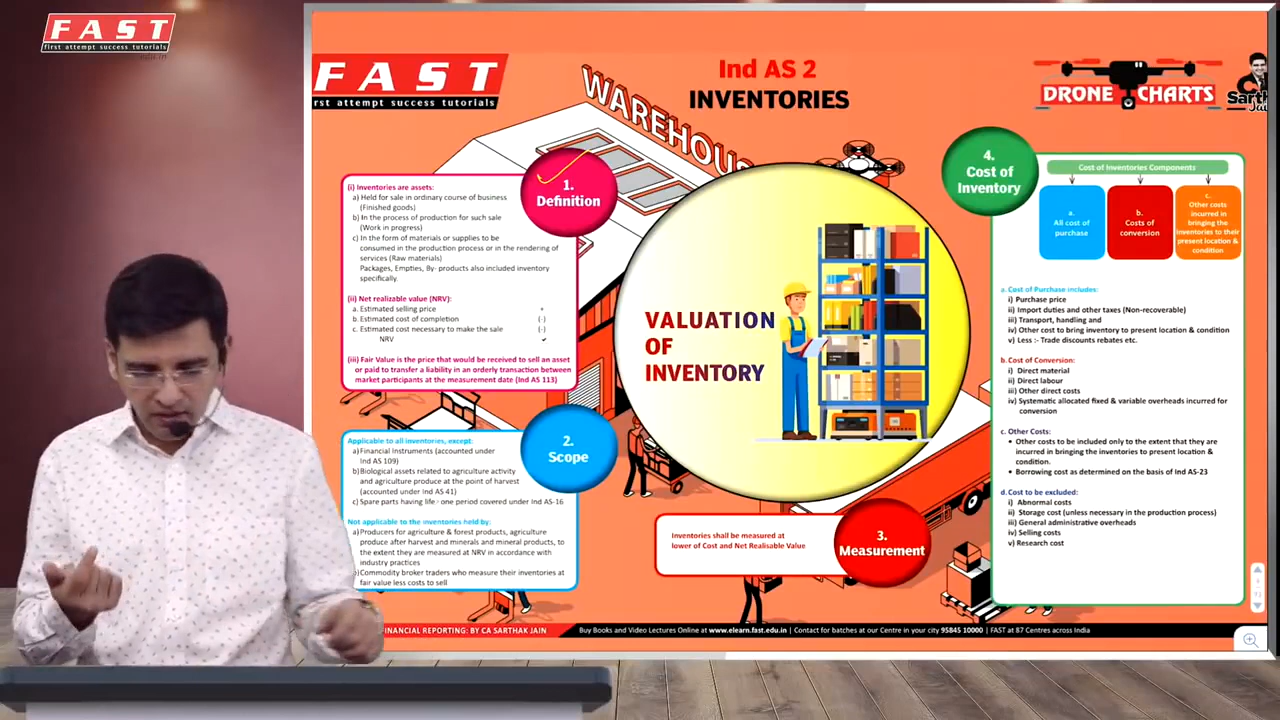 FAST
first attempt success tutorials
edu.in
FAST
rst attempt success tutorials
Ind AS 2
INVENTORIES
WAREHOUS
DRONE CHARTS
Sarth
Jai
1.
Definition
(i) Inventories are assets:
a) Held for sale in ordinary course of business
(Finished goods)
b) In the process of production for such sale
(Work in progress)
c) In the form of materials or supplies to be
consumed in the production process or in the rendering of
services (Raw materials)
Packages, Empties, By- products also included inventory
specifically.
(ii) Net realizable value (NRV):
a. Estimated selling price +
b. Estimated cost of completion (-)
c. Estimated cost necessary to make the sale (-)
NRV ✓
(iii) Fair Value is the price that would be received to sell an asset
or paid to transfer a liability in an orderly transaction between
market participants at the measurement date (Ind AS 113)
2.
Scope
Applicable to all inventories, except:
a) Financial Instruments (accounted under
Ind AS 109)
b) Biological assets related to agriculture activity
and agriculture produce at the point of harvest
(accounted under Ind AS 41)
c) Spare parts having life:- one period covered under Ind AS-16
Not applicable to the inventories held by:
a) Producers for agriculture & forest products, agriculture
produce after harvest and minerals and mineral products, to
the extent they are measured at NRV in accordance with
industry practices
) Commodity broker traders who measure their inventories at
fair value less costs to sell
VALUATION
OF
INVENTORY
3.
Measurement
Inventories shall be measured at
lower of Cost and Net Realisable Value
4.
Cost of
Inventory
Cost of Inventories Components
a.
All cost of
purchase
b.
Costs of
conversion
c.
Other costs
incurred in
bringing the
inventories to their
present location &
condition
a. Cost of Purchase includes:
i) Purchase price
ii) Import duties and other taxes (Non-recoverable)
iii) Transport, handling and
iv) Other cost to bring inventory to present location & condition
v) Less :- Trade discounts rebates etc.
b. Cost of Conversion:
i) Direct material
ii) Direct labour
iii) Other direct costs
iv) Systematic allocated fixed & variable overheads incurred for
conversion
c. Other Costs:
• Other costs to be included only to the extent that they are
incurred in bringing the inventories to present location &
condition.
• Borrowing cost as determined on the basis of Ind AS-23
d. Cost to be excluded:
i) Abnormal costs
ii) Storage cost (unless necessary in the production process)
iii) General administrative overheads
iv) Selling costs
v) Research cost
INANCIAL REPORTING: BY CA SARTHAK JAIN
Buy Books and Video Lectures Online at www.elearn.fast.edu.in | Contact for batches at our Centre in your city 95845 10000 | FAST at 87 Centres across India